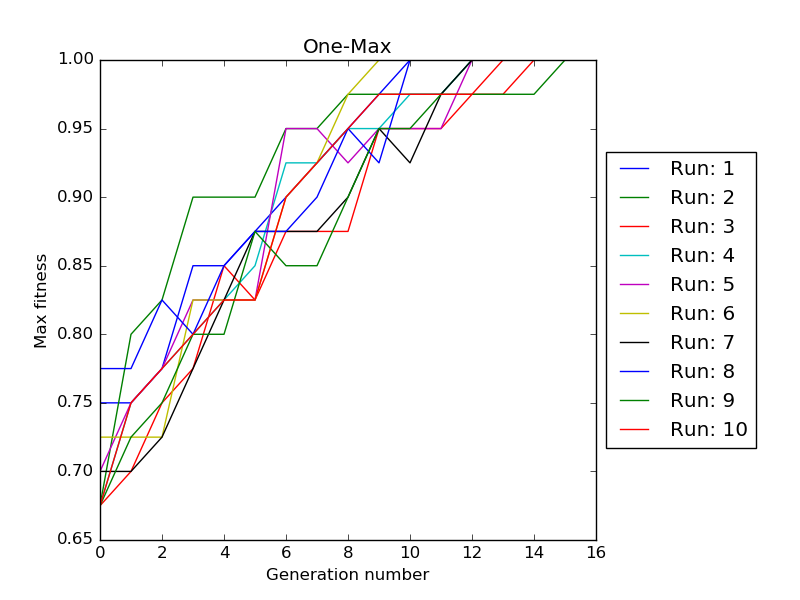 One-Max
1.00
0.95
0.90
0.85
0.80
0.75
0.70
0.65
Max fitness
0 2 4 6 8 10 12 14 16
Generation number
Run: 1
Run: 2
Run: 3
Run: 4
Run: 5
Run: 6
Run: 7
Run: 8
Run: 9
Run: 10